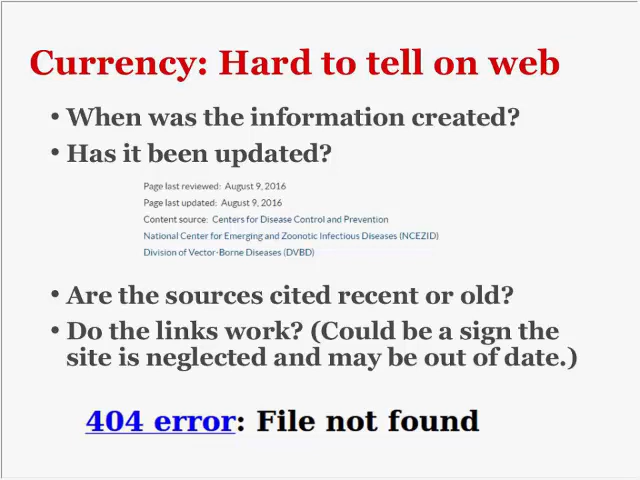 Currency: Hard to tell on web
• When was the information created?
• Has it been updated?
Page last reviewed: August 9, 2016
Page last updated: August 9, 2016
Content source: Centers for Disease Control and Prevention
National Center for Emerging and Zoonotic Infectious Diseases (NCEZID)
Division of Vector-Borne Diseases (DVBD)
• Are the sources cited recent or old?
• Do the links work? (Could be a sign the
site is neglected and may be out of date.)
404 error: File not found